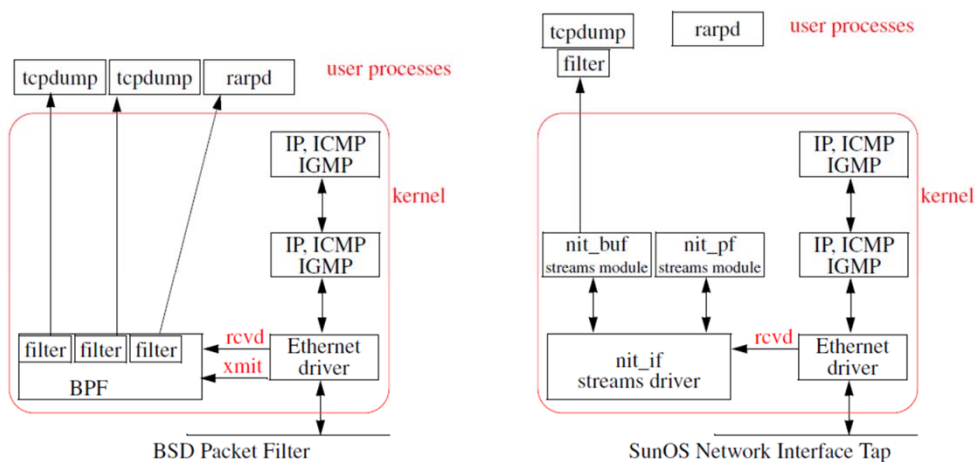 tcpdump
tcpdump
rarpd
user processes
IP, ICMP
IGMP
kernel
IP, ICMP
IGMP
filter
filter
filter
BPF
rcvd
xmit
Ethernet
driver
BSD Packet Filter
tcpdump
filter
rarpd
user processes
IP, ICMP
IGMP
kernel
nit_buf
streams module
nit_pf
streams module
IP, ICMP
IGMP
nit_if
streams driver
rcvd
Ethernet
driver
SunOS Network Interface Tap